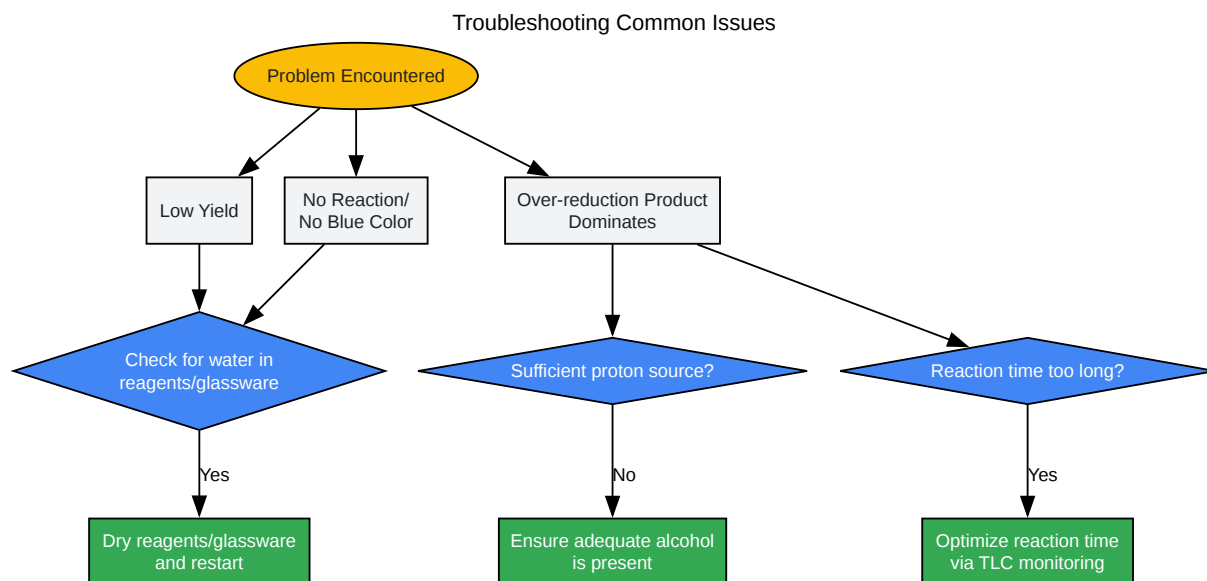 Troubleshooting Common Issues
Problem Encountered
Low Yield
No Reaction/
No Blue Color
Over-reduction Product
Dominates
Check for water in
reagents/glassware
Sufficient proton source?
Reaction time too long?
Yes
No
Yes
Dry reagents/glassware
and restart
Ensure adequate alcohol
is present
Optimize reaction time
via TLC monitoring